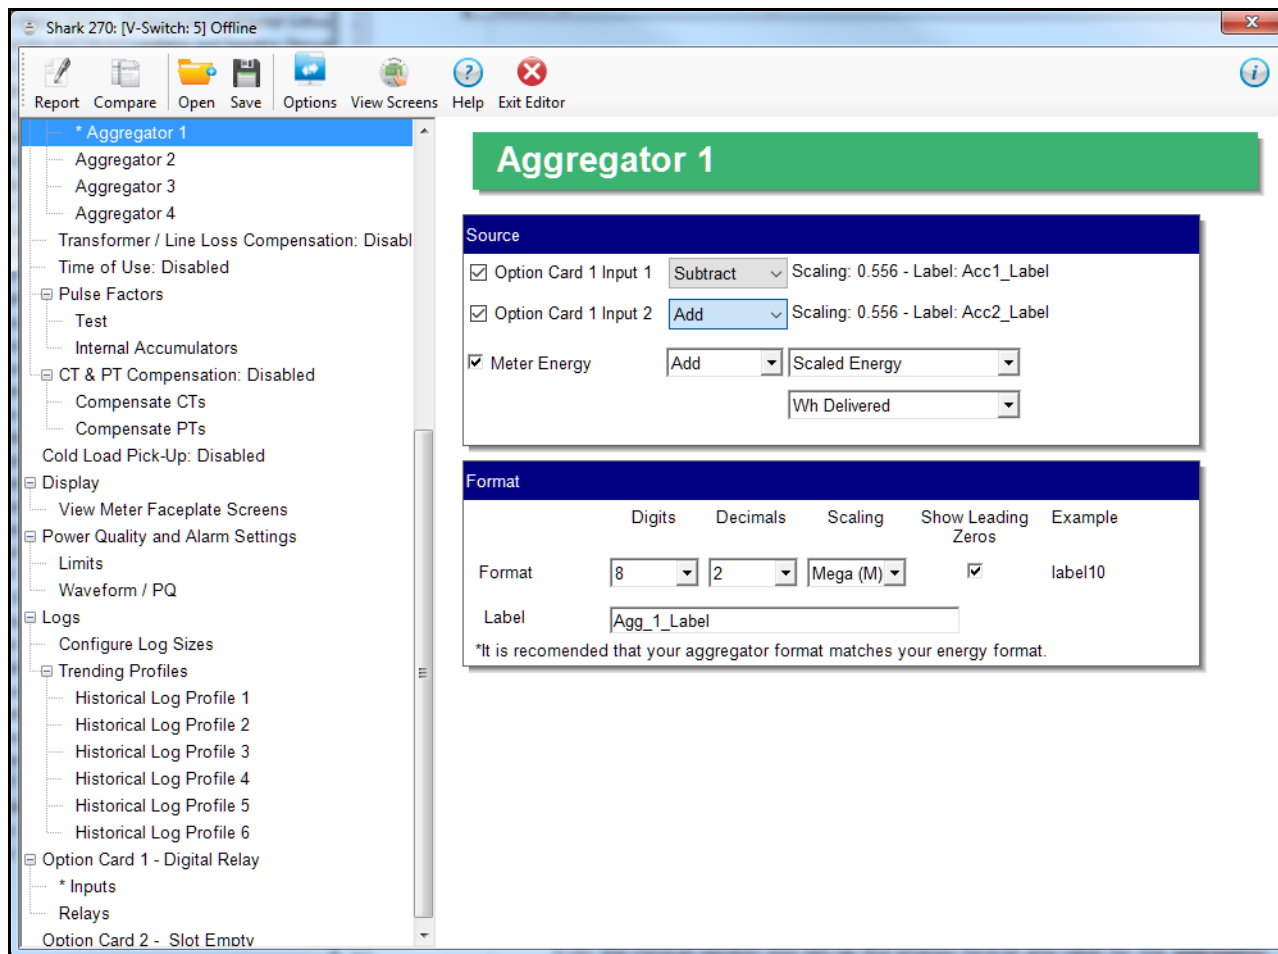 Shark 270: [V-Switch: 5] Offline
Report Compare Open Save Options View Screens Help Exit Editor
* Aggregator 1
Aggregator 2
Aggregator 3
Aggregator 4
Transformer / Line Loss Compensation: Disabl
Time of Use: Disabled
Pulse Factors
Test
Internal Accumulators
CT & PT Compensation: Disabled
Compensate CTs
Compensate PTs
Cold Load Pick-Up: Disabled
Display
View Meter Faceplate Screens
Power Quality and Alarm Settings
Limits
Waveform / PQ
Logs
Configure Log Sizes
Trending Profiles
Historical Log Profile 1
Historical Log Profile 2
Historical Log Profile 3
Historical Log Profile 4
Historical Log Profile 5
Historical Log Profile 6
Option Card 1 - Digital Relay
* Inputs
Relays
Option Card 2 - Slot Empty
Aggregator 1
Source
Option Card 1 Input 1 Subtract Scaling: 0.556 - Label: Acc1_Label
Option Card 1 Input 2 Add Scaling: 0.556 - Label: Acc2_Label
Meter Energy Add Scaled Energy
Wh Delivered
Format
Digits Decimals Scaling Show Leading Zeros Example
Format 8 2 Mega (M) label10
Label Agg_1_Label
*It is recomended that your aggregator format matches your energy format.